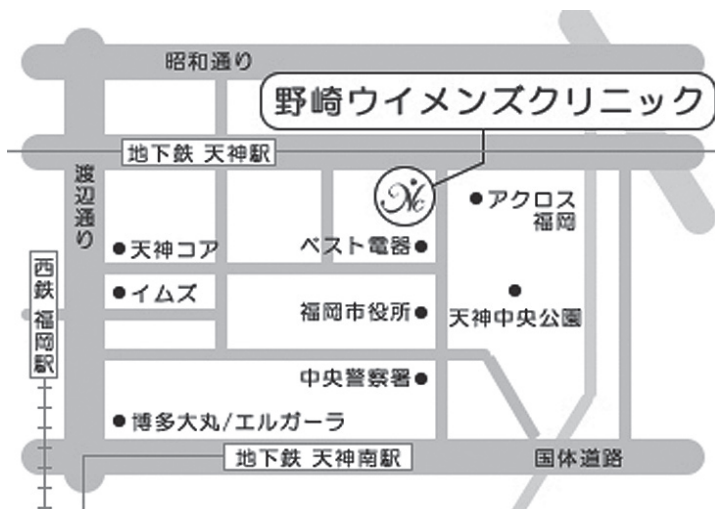 昭和通り
野崎ウイメンズクリニック
地下鉄 天神駅
渡辺通り
Nc
アクロス
福岡
天神コア
ベスト電器
西鉄 福岡駅
イムズ
福岡市役所
天神中央公園
中央警察署
博多大丸/エルガーラ
地下鉄 天神南駅
国体道路